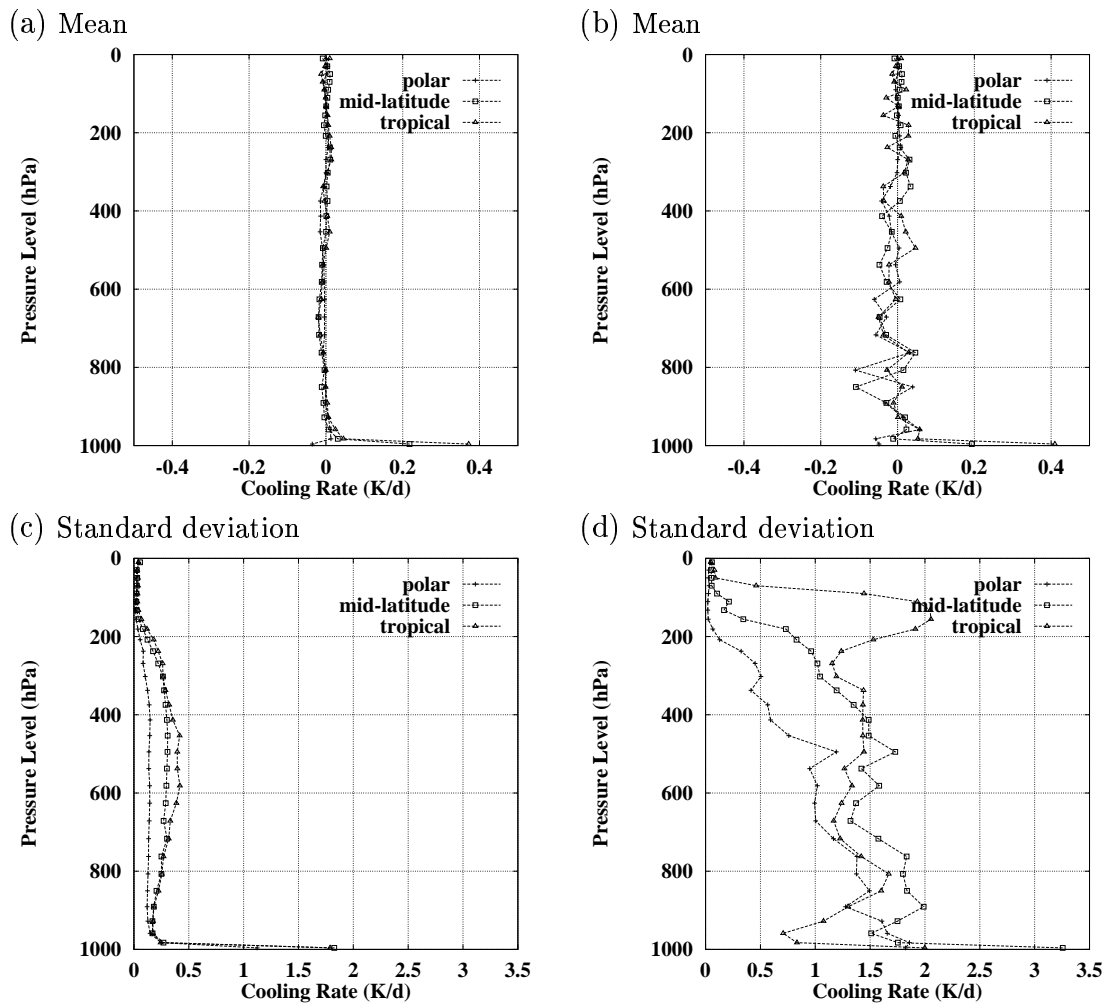 (a) Mean
0
200
400
600
800
1000
-0.4
-0.2
0
0.2
0.4
Pressure Level (hPa)
Cooling Rate (K/d)
polar
mid-latitude
tropical
(b) Mean
0
200
400
600
800
1000
-0.4
-0.2
0
0.2
0.4
Pressure Level (hPa)
Cooling Rate (K/d)
polar
mid-latitude
tropical
(c) Standard deviation
0
200
400
600
800
1000
0
0.5
1
1.5
2
2.5
3
3.5
Pressure Level (hPa)
Cooling Rate (K/d)
polar
mid-latitude
tropical
(d) Standard deviation
0
200
400
600
800
1000
0
0.5
1
1.5
2
2.5
3
3.5
Pressure Level (hPa)
Cooling Rate (K/d)
polar
mid-latitude
tropical